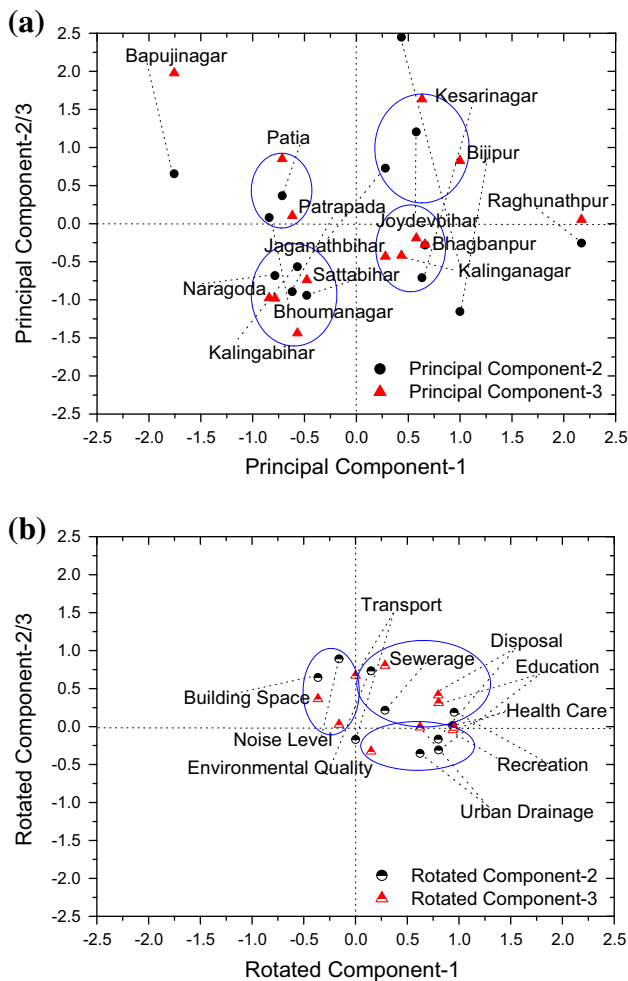 (a)
2.5
Bapujinagar
2.0
Kesarinagar
1.5
Patia
1.0
Bijipur
0.5
Patrapada
Raghunathpur
Joydevbihar
0.0
Jaganathbihar
Bhagbanpur
-0.5
Sattabihar
Kalinganagar
Naragoda
-1.0
Bhoumanagar
-1.5
Kalingabihar
-2.0
Principal Component-2
Principal Component-3
-2.5
-2.5 -2.0 -1.5 -1.0 -0.5 0.0 0.5 1.0 1.5 2.0 2.5
Principal Component-1
Principal Component-2/3
(b)
2.5
2.0
Transport
1.5
Disposal
1.0
Sewerage
Education
0.5
Building Space
Health Care
0.0
Noise Level
Environmental Quality
Recreation
-0.5
-1.0
Urban Drainage
-1.5
-2.0
Rotated Component-2
Rotated Component-3
-2.5
-2.5 -2.0 -1.5 -1.0 -0.5 0.0 0.5 1.0 1.5 2.0 2.5
Rotated Component-1
Rotated Component-2/3